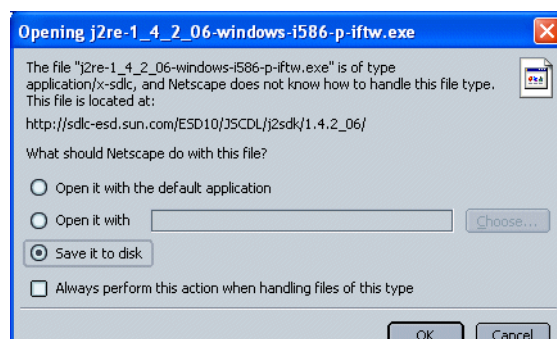 Opening j2re-1_4_2_06-windows-i586-p-iftw.exe
The file "j2re-1_4_2_06-windows-i586-p-iftw.exe" is of type
application/x-sdlc, and Netscape does not know how to handle this file type.
This file is located at:
http://sdlc-esd.sun.com/ESD10/JSCDL/j2sdk/1.4.2_06/
What should Netscape do with this file?
Open it with the default application
Open it with
Choose...
Save it to disk
Always perform this action when handling files of this type
OK
Cancel